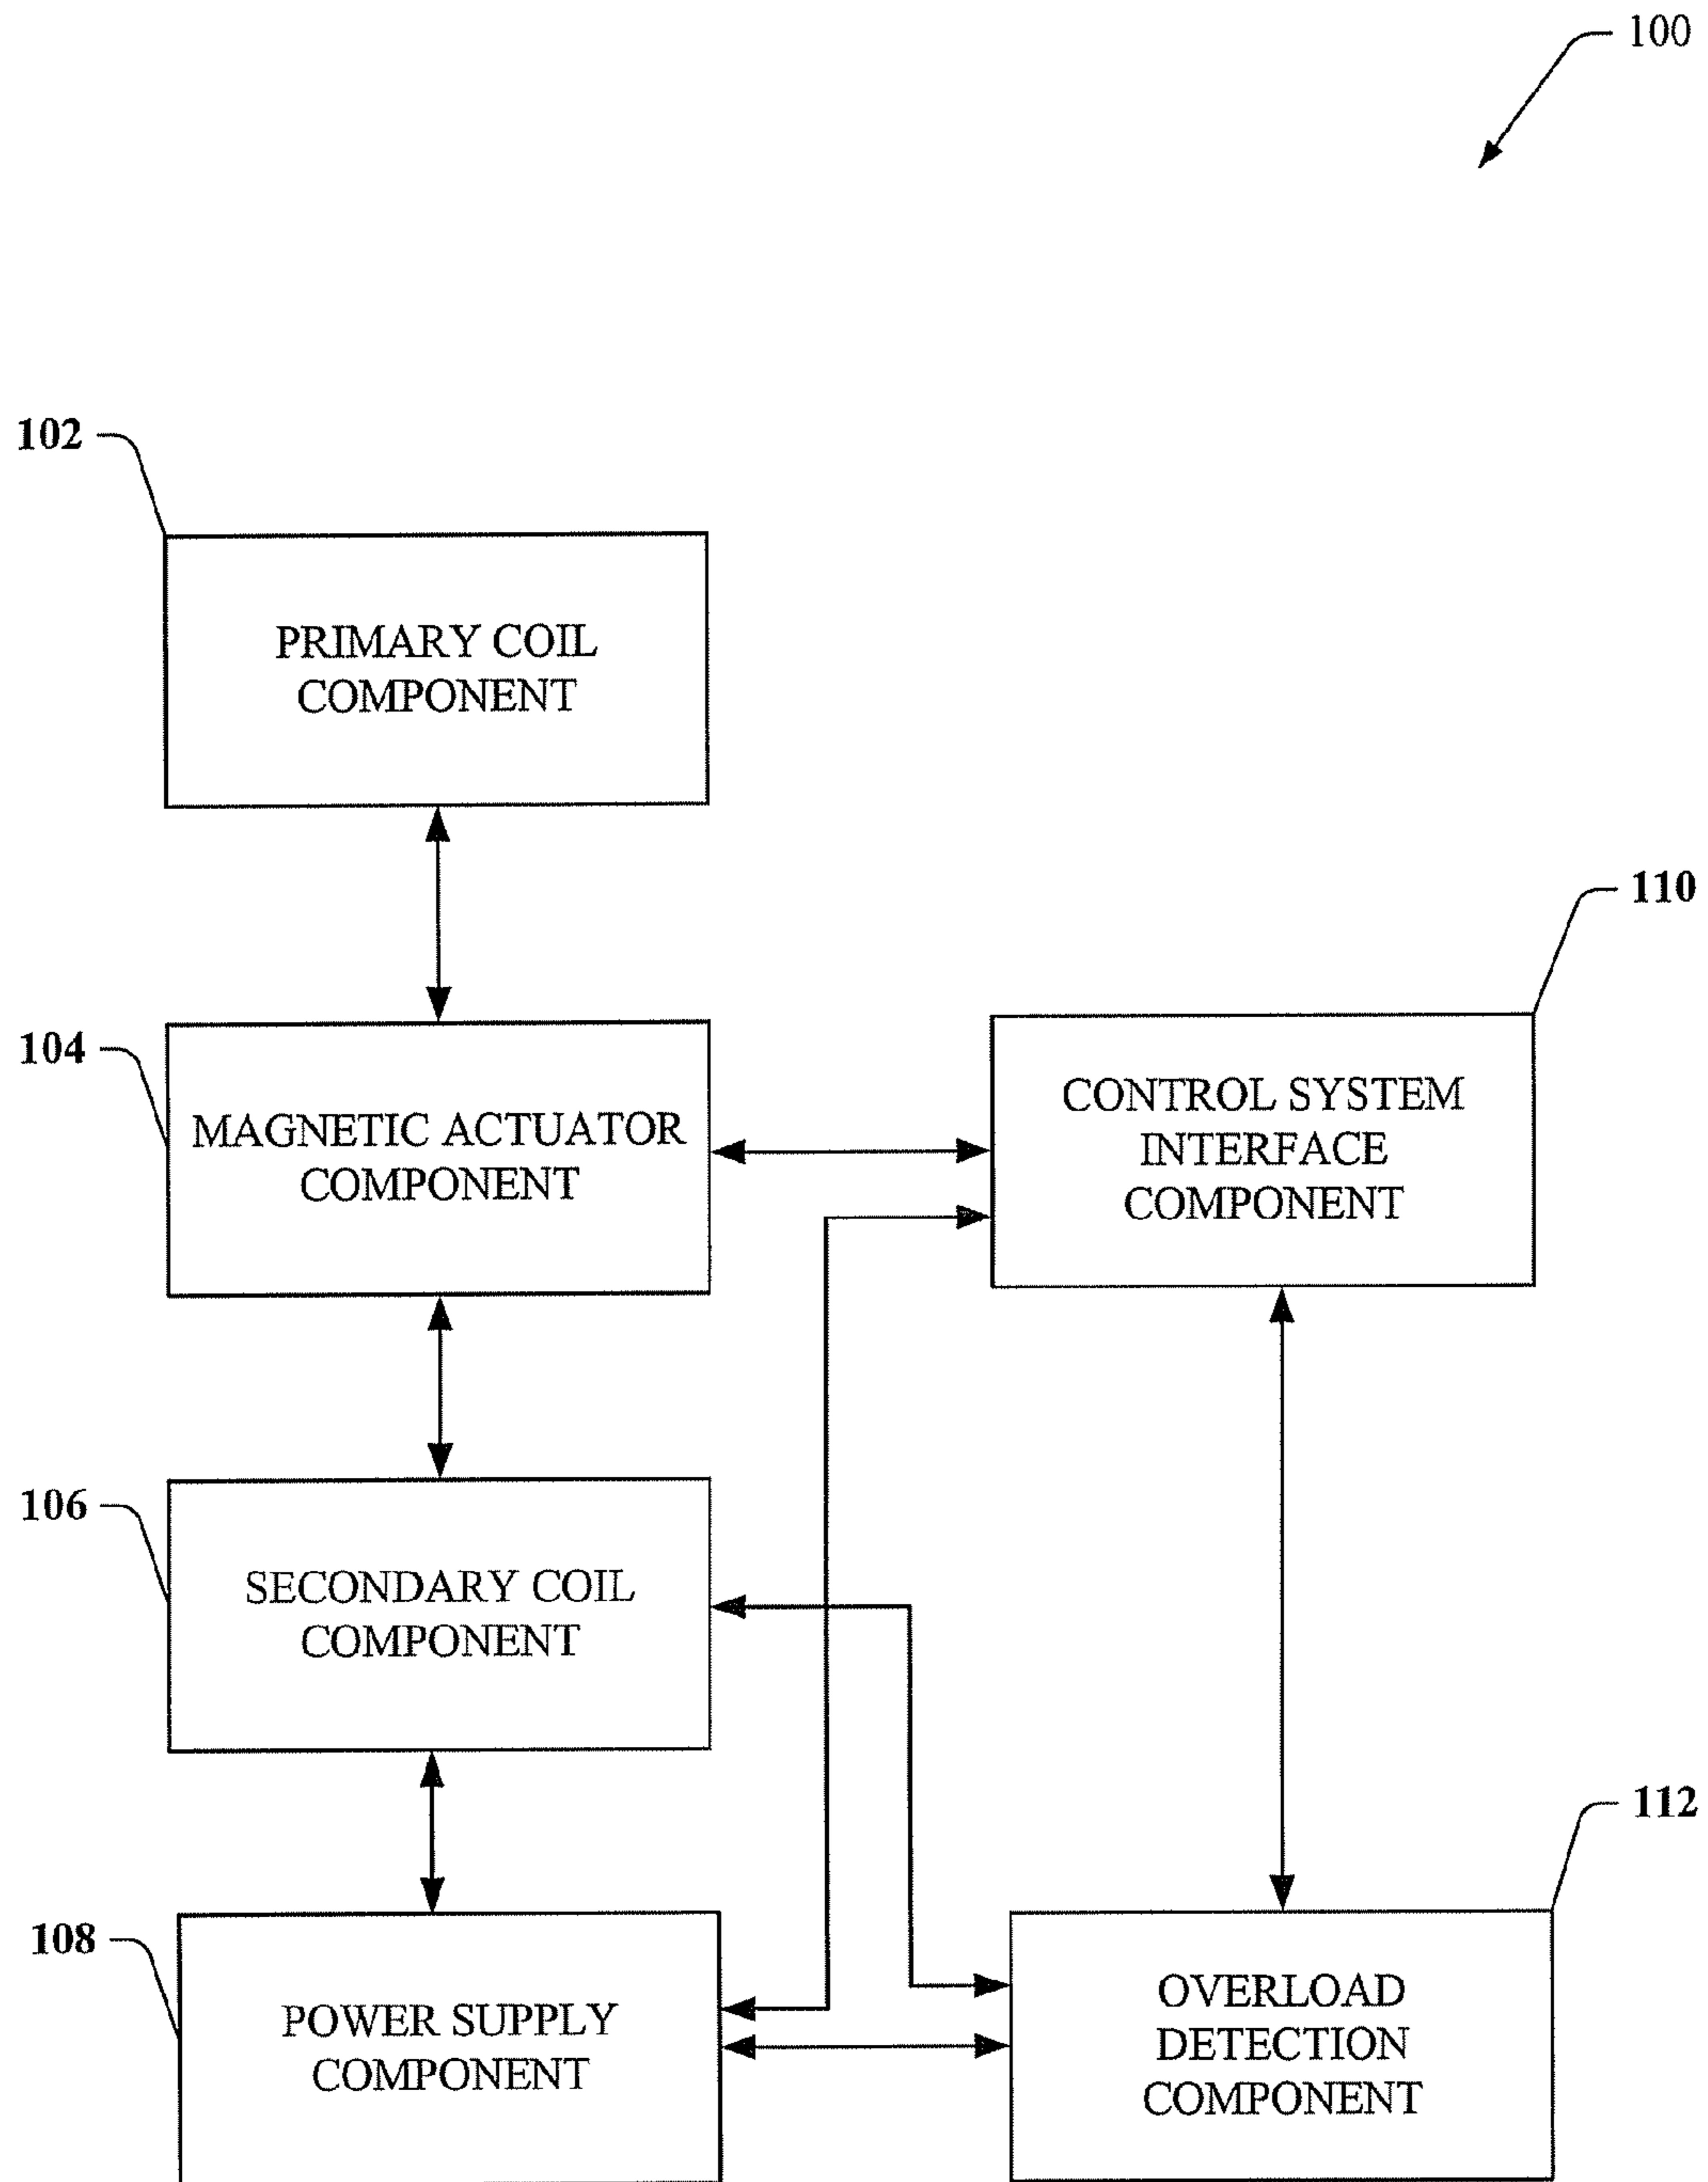 100
102
PRIMARY COIL
COMPONENT
110
104
MAGNETIC ACTUATOR
COMPONENT
CONTROL SYSTEM
INTERFACE
COMPONENT
106
SECONDARY COIL
COMPONENT
112
108
POWER SUPPLY
COMPONENT
OVERLOAD
DETECTION
COMPONENT